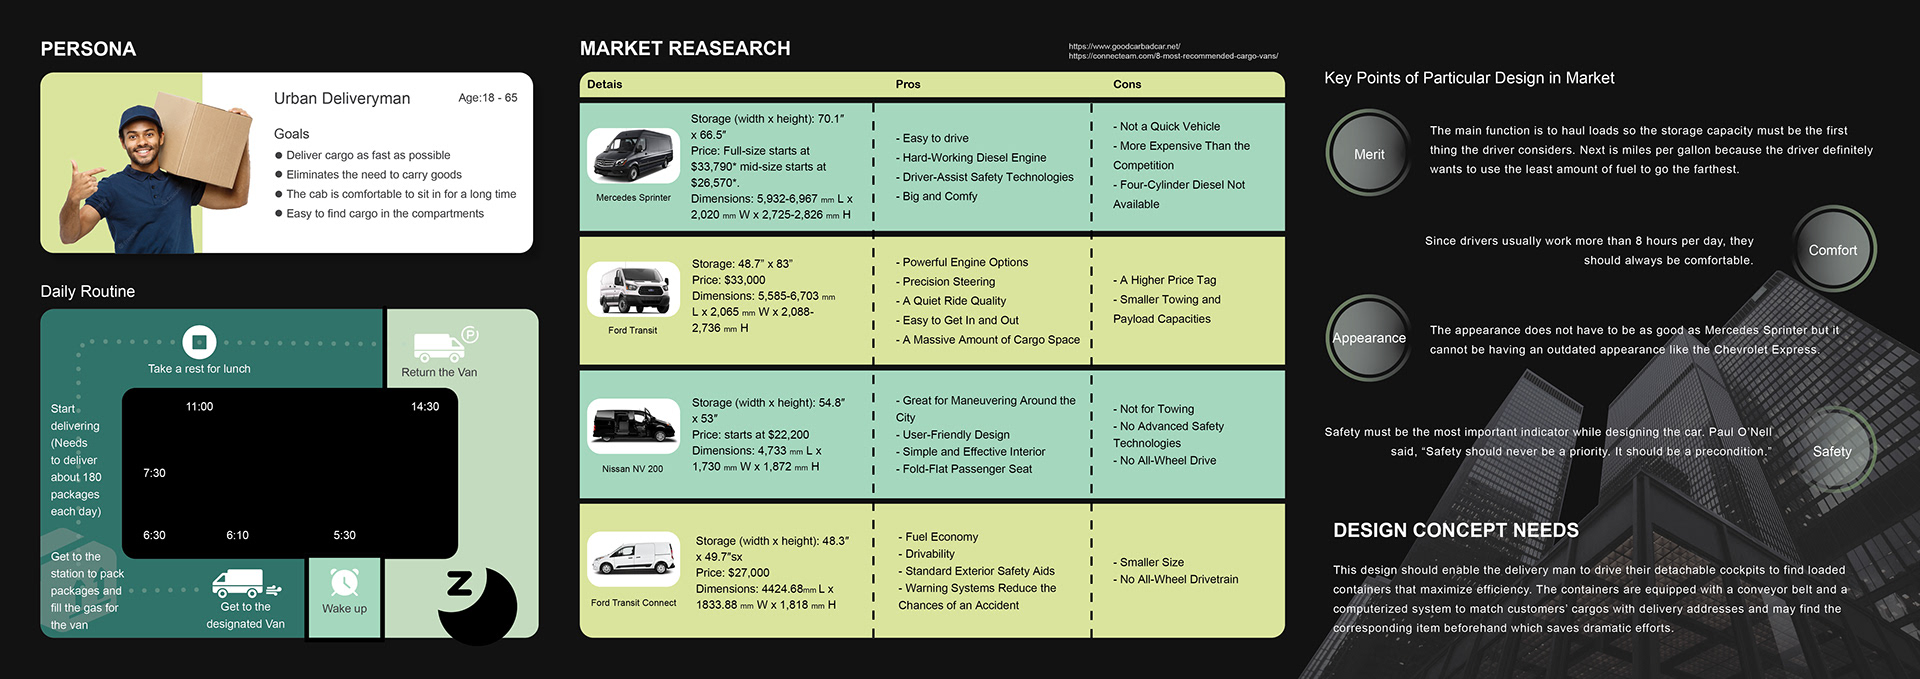 PERSONA
Urban Deliveryman
Age:18 - 65
Goals
● Deliver cargo as fast as possible
● Eliminates the need to carry goods
● The cab is comfortable to sit in for a long time
● Easy to find cargo in the compartments
Daily Routine
Take a rest for lunch
P
Return the Van
11:00
14:30
Start
delivering
(Needs
to deliver
about 180
packages
each day)
7:30
6:30
6:10
5:30
Get to the
station to pack
packages and
fill the gas for
the van
Get to the
designated Van
Wake up
Z
MARKET REASEARCH
https://www.goodcarbadcar.net/
https://connecteam.com/8-most-recommended-cargo-vans/
Detais
Pros
Cons
Mercedes Sprinter
Storage (width x height): 70.1″
x 66.5″
Price: Full-size starts at
$33,790* mid-size starts at
$26,570*.
Dimensions: 5,932-6,967 mm L x
2,020 mm W x 2,725-2,826 mm H
- Easy to drive
- Hard-Working Diesel Engine
- Driver-Assist Safety Technologies
- Big and Comfy
- Not a Quick Vehicle
- More Expensive Than the
Competition
- Four-Cylinder Diesel Not
Available
Ford Transit
Storage: 48.7” x 83”
Price: $33,000
Dimensions: 5,585-6,703 mm
L x 2,065 mm W x 2,088-
2,736 mm H
- Powerful Engine Options
- Precision Steering
- A Quiet Ride Quality
- Easy to Get In and Out
- A Massive Amount of Cargo Space
- A Higher Price Tag
- Smaller Towing and
Payload Capacities
Nissan NV 200
Storage (width x height): 54.8″
x 53″
Price: starts at $22,200
Dimensions: 4,733 mm L x
1,730 mm W x 1,872 mm H
- Great for Maneuvering Around the
City
- User-Friendly Design
- Simple and Effective Interior
- Fold-Flat Passenger Seat
- Not for Towing
- No Advanced Safety
Technologies
- No All-Wheel Drive
Ford Transit Connect
Storage (width x height): 48.3″
x 49.7″sx
Price: $27,000
Dimensions: 4424.68mm L x
1833.88 mm W x 1,818 mm H
- Fuel Economy
- Drivability
- Standard Exterior Safety Aids
- Warning Systems Reduce the
Chances of an Accident
- Smaller Size
- No All-Wheel Drivetrain
Key Points of Particular Design in Market
Merit
The main function is to haul loads so the storage capacity must be the first
thing the driver considers. Next is miles per gallon because the driver definitely
wants to use the least amount of fuel to go the farthest.
Since drivers usually work more than 8 hours per day, they
should always be comfortable.
Comfort
Appearance
The appearance does not have to be as good as Mercedes Sprinter but it
cannot be having an outdated appearance like the Chevrolet Express.
Safety must be the most important indicator while designing the car. Paul O’Nell
said, “Safety should never be a priority. It should be a precondition.”
Safety
DESIGN CONCEPT NEEDS
This design should enable the delivery man to drive their detachable cockpits to find loaded
containers that maximize efficiency. The containers are equipped with a conveyor belt and a
computerized system to match customers’ cargos with delivery addresses and may find the
corresponding item beforehand which saves dramatic efforts.